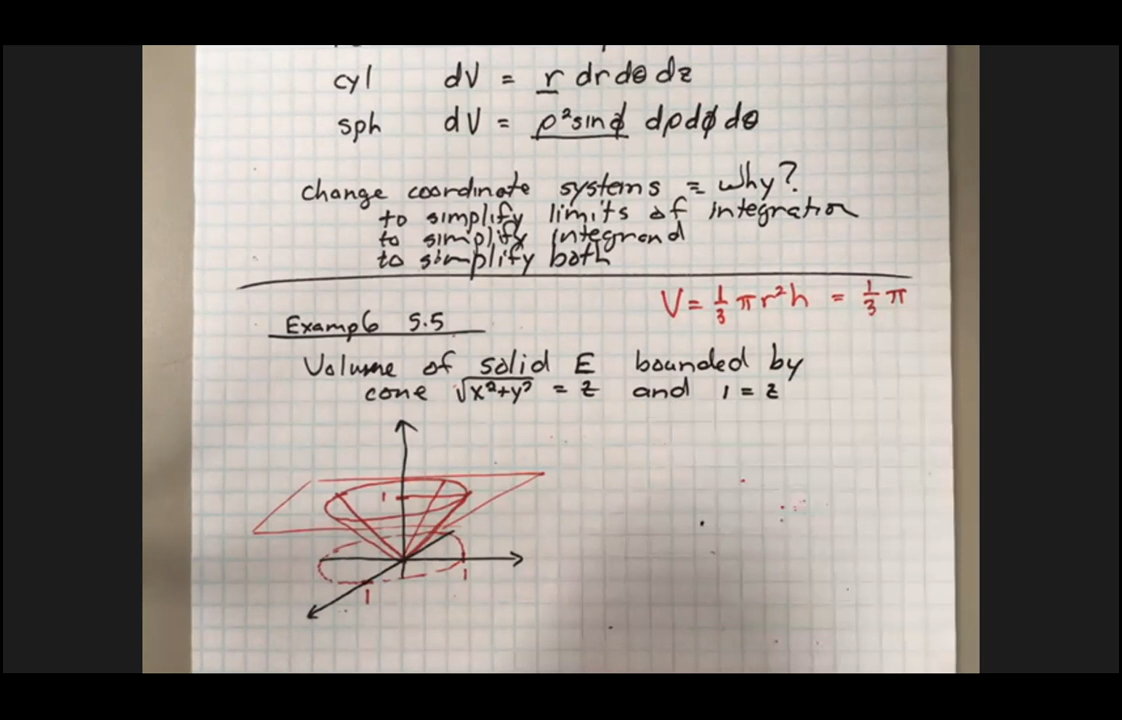 cyl dV = r dr dθ dz
sph dV = ρ²sinϕ dρ dϕ dθ
change coordinate systems = why?
to simplify limits of integration
to simplify integrand
to simplify both
V = 1/3 π r² h = 1/3 π
Examp6 5.5
Volume of solid E bounded by
cone √x²+y² = z and 1 = z
1
1
1